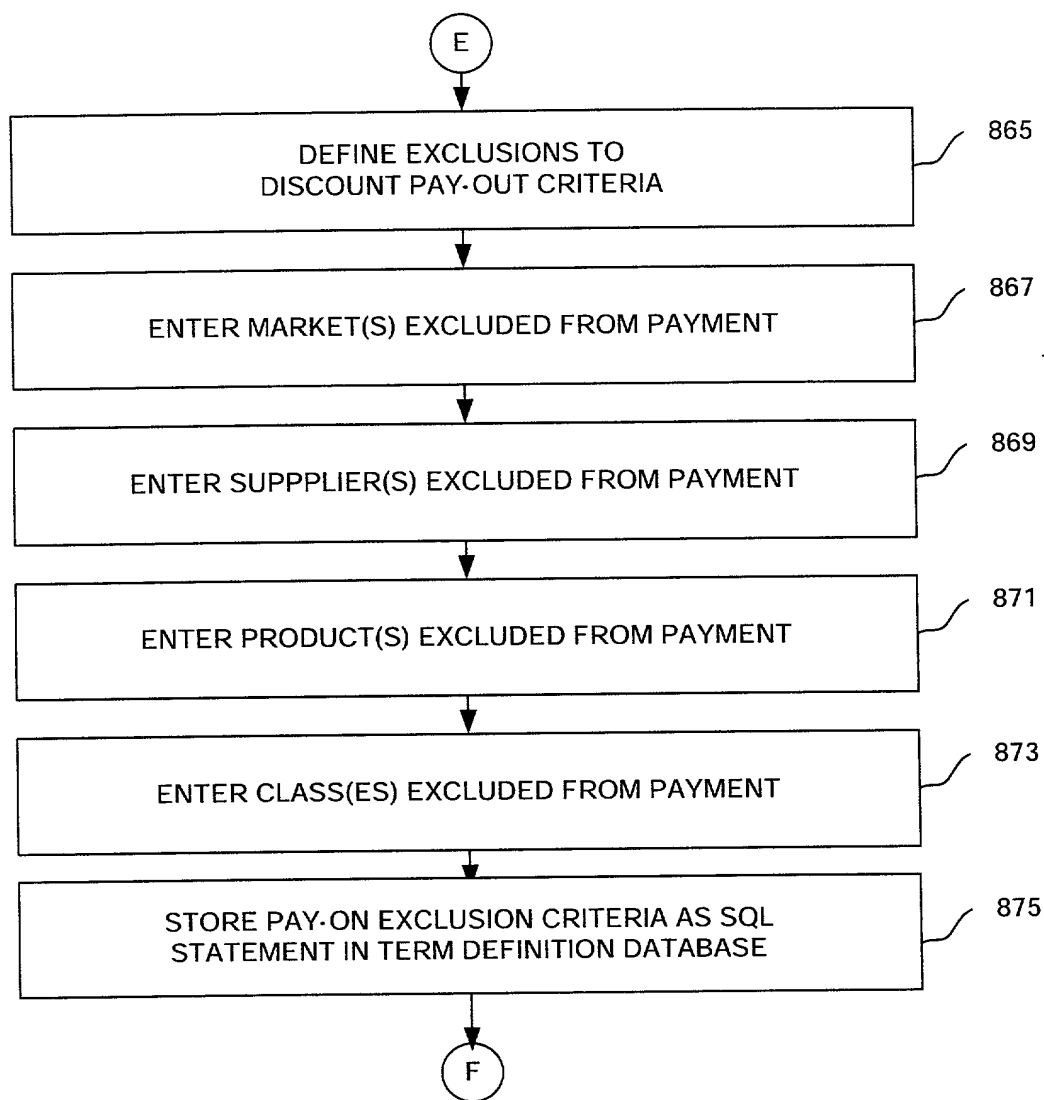 E
DEFINE EXCLUSIONS TO
DISCOUNT PAY-OUT CRITERIA
865
ENTER MARKET(S) EXCLUDED FROM PAYMENT
867
ENTER SUPPPLIER(S) EXCLUDED FROM PAYMENT
869
ENTER PRODUCT(S) EXCLUDED FROM PAYMENT
871
ENTER CLASS(ES) EXCLUDED FROM PAYMENT
873
STORE PAY-ON EXCLUSION CRITERIA AS SQL
STATEMENT IN TERM DEFINITION DATABASE
875
F